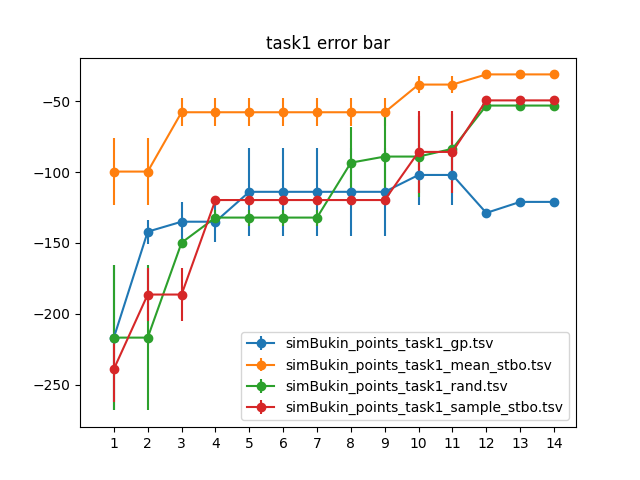 task1 error bar
−50
−100
−150
−200
−250
simBukin_points_task1_gp.tsv
simBukin_points_task1_mean_stbo.tsv
simBukin_points_task1_rand.tsv
simBukin_points_task1_sample_stbo.tsv
1 2 3 4 5 6 7 8 9 10 11 12 13 14